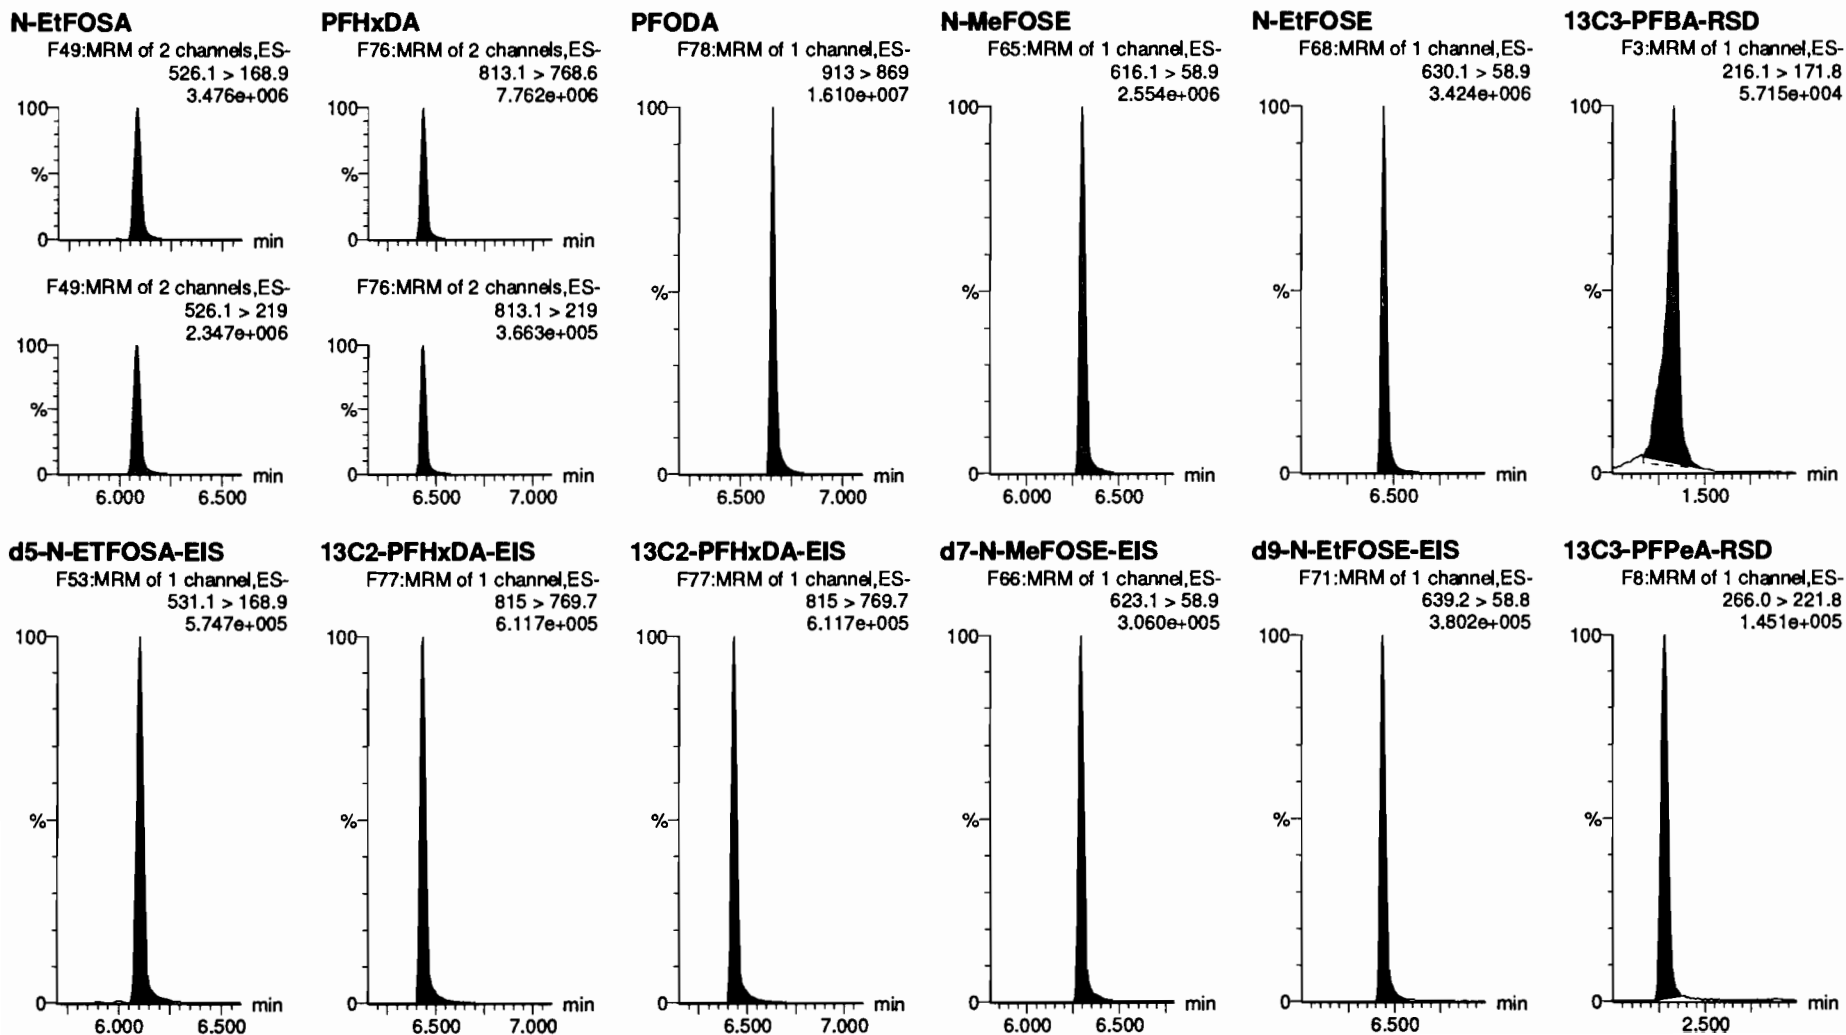 N-EtFOSA
F49:MRM of 2 channels,ES-
526.1 > 168.9
3.476e+006
100
%
0
min
F49:MRM of 2 channels,ES-
526.1 > 219
2.347e+006
100
%
0
min
6.000 6.500
PFHxDA
F76:MRM of 2 channels,ES-
813.1 > 768.6
7.762e+006
100
%
0
min
F76:MRM of 2 channels,ES-
813.1 > 219
3.663e+005
100
%
0
min
6.500 7.000
PFODA
F78:MRM of 1 channel,ES-
913 > 869
1.610e+007
100
%
0
min
6.500 7.000
N-MeFOSE
F65:MRM of 1 channel,ES-
616.1 > 58.9
2.554e+006
100
%
0
min
6.000 6.500
N-EtFOSE
F68:MRM of 1 channel,ES-
630.1 > 58.9
3.424e+006
100
%
0
min
6.500
13C3-PFBA-RSD
F3:MRM of 1 channel,ES-
216.1 > 171.8
5.715e+004
100
%
0
min
1.500
d5-N-ETFOSA-EIS
F53:MRM of 1 channel,ES-
531.1 > 168.9
5.747e+005
100
%
0
min
6.000 6.500
13C2-PFHxDA-EIS
F77:MRM of 1 channel,ES-
815 > 769.7
6.117e+005
100
%
0
min
6.500 7.000
13C2-PFHxDA-EIS
F77:MRM of 1 channel,ES-
815 > 769.7
6.117e+005
100
%
0
min
6.500 7.000
d7-N-MeFOSE-EIS
F66:MRM of 1 channel,ES-
623.1 > 58.9
3.060e+005
100
%
0
min
6.000 6.500
d9-N-EtFOSE-EIS
F71:MRM of 1 channel,ES-
639.2 > 58.8
3.802e+005
100
%
0
min
6.500
13C3-PFPeA-RSD
F8:MRM of 1 channel,ES-
266.0 > 221.8
1.451e+005
100
%
0
min
2.500